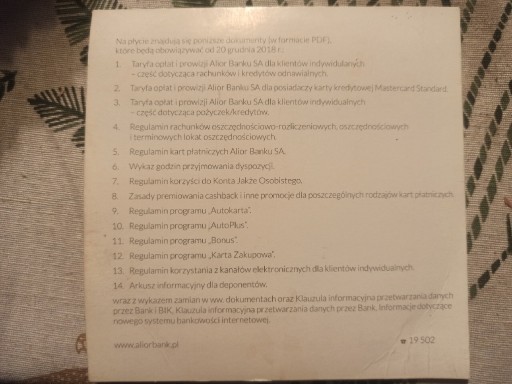 Na płycie znajdują się poniższe dokumenty (w formacie PDF),
które będą obowiązywać od 20 grudnia 2018 r.:
1. Taryfa opłat i prowizji Alior Banku SA dla klientów indywidualnych
– część dotycząca rachunków i kredytów odnawialnych.
2. Taryfa opłat i prowizji Alior Banku SA dla posiadaczy karty kredytowej Mastercard Standard.
3. Taryfa opłat i prowizji Alior Banku SA dla klientów indywidualnych
– część dotycząca pożyczek/kredytów.
4. Regulamin rachunków oszczędnościowo-rozliczeniowych, oszczędnościowych
i terminowych lokat oszczędnościowych.
5. Regulamin kart płatniczych Alior Banku SA.
6. Wykaz godzin przyjmowania dyspozycji.
7. Regulamin korzyści do Konta Jakże Osobistego.
8. Zasady premiowania cashback i inne promocje dla poszczególnych rodzajów kart płatniczych.
9. Regulamin programu „Autokarta”.
10. Regulamin programu „AutoPlus”.
11. Regulamin programu „Bonus”.
12. Regulamin programu „Karta Zakupowa”.
13. Regulamin korzystania z kanałów elektronicznych dla klientów indywidualnych.
14. Arkusz informacyjny dla deponentów.
wraz z wykazem zamian w ww. dokumentach oraz Klauzula informacyjna przetwarzania danych
przez Bank i BIK, Klauzula informacyjna przetwarzania danych przez Bank, Informacje dotyczące
nowego systemu bankowości internetowej.
www.aliorbank.pl
☎ 19 502